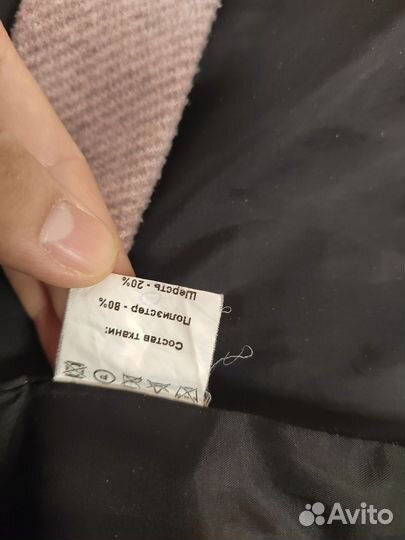 Состав ткани:
Полиэстер - 80%
Шерсть - 20%
P
Avito